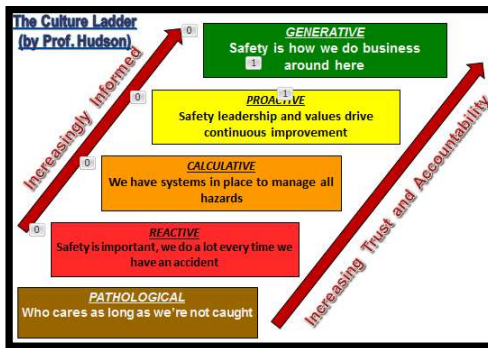 The Culture Ladder
(by Prof. Hudson)
0
GENERATIVE
Safety is how we do business
around here
1
0
1
PROACTIVE
Safety leadership and values drive
continuous improvement
0
CALCULATIVE
We have systems in place to manage all
hazards
0
REACTIVE
Safety is important, we do a lot every time we
have an accident
PATHOLOGICAL
Who cares as long as we're not caught
Increasingly Informed
Increasing Trust and Accountability